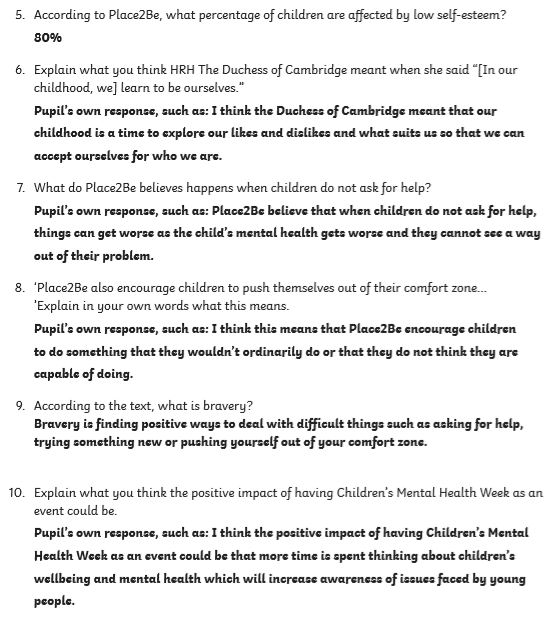 5. According to Place2Be, what percentage of children are affected by low self-esteem?
80%
6. Explain what you think HRH The Duchess of Cambridge meant when she said “[In our
childhood, we] learn to be ourselves.”
Pupil’s own response, such as: I think the Duchess of Cambridge meant that our
childhood is a time to explore our likes and dislikes and what suits us so that we can
accept ourselves for who we are.
7. What do Place2Be believes happens when children do not ask for help?
Pupil’s own response, such as: Place2Be believe that when children do not ask for help,
things can get worse as the child’s mental health gets worse and they cannot see a way
out of their problem.
8. ‘Place2Be also encourage children to push themselves out of their comfort zone...
‘Explain in your own words what this means.
Pupil’s own response, such as: I think this means that Place2Be encourage children
to do something that they wouldn’t ordinarily do or that they do not think they are
capable of doing.
9. According to the text, what is bravery?
Bravery is finding positive ways to deal with difficult things such as asking for help,
trying something new or pushing yourself out of your comfort zone.
10. Explain what you think the positive impact of having Children’s Mental Health Week as an
event could be.
Pupil’s own response, such as: I think the positive impact of having Children’s Mental
Health Week as an event could be that more time is spent thinking about children’s
wellbeing and mental health which will increase awareness of issues faced by young
people.